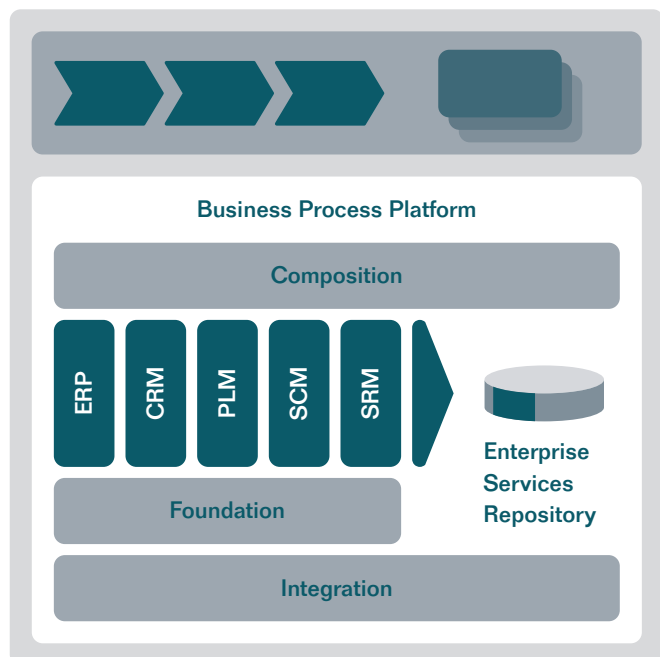 Business Process Platform
Composition
ERP
CRM
PLM
SCM
SRM
Enterprise
Services
Repository
Foundation
Integration